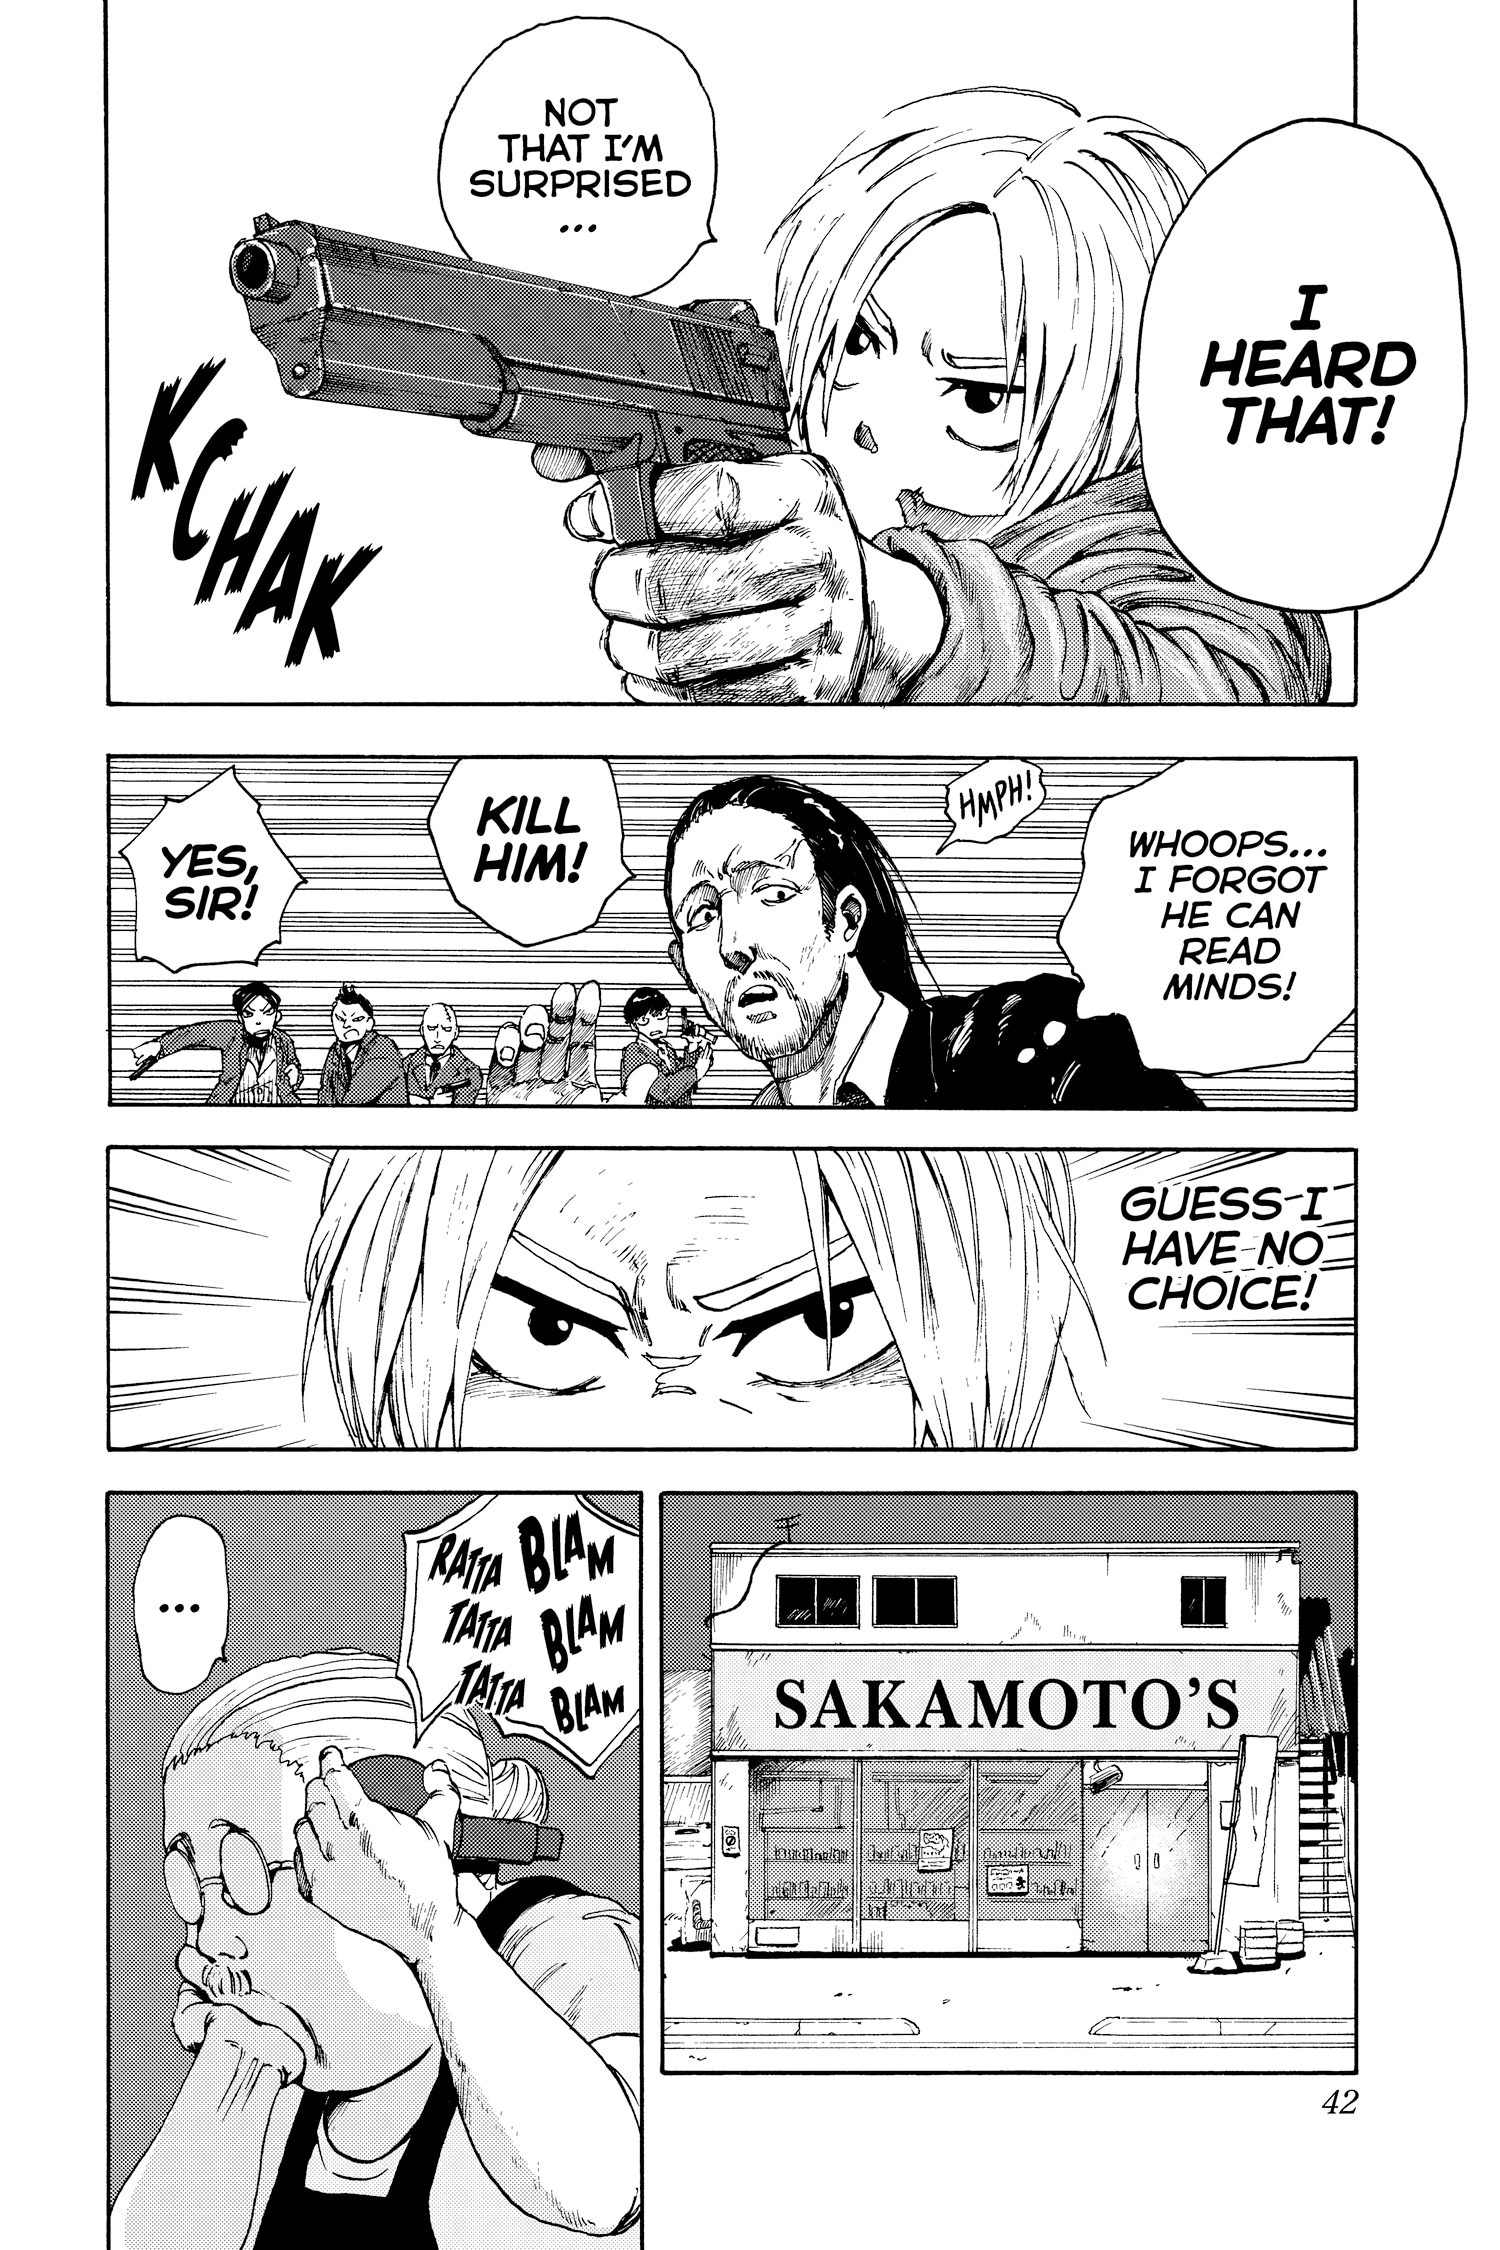 I
HEARD
THAT!
NOT
THAT I'M
SURPRISED
...
KCHAK
WHOOPS...
I FORGOT
HE CAN
READ
MINDS!
HMPH!
KILL
HIM!
YES,
SIR!
GUESS I
HAVE NO
CHOICE!
SAKAMOTO'S
BLAM
BLAM
BLAM
RATTA
TATTA
TATTA
...
42